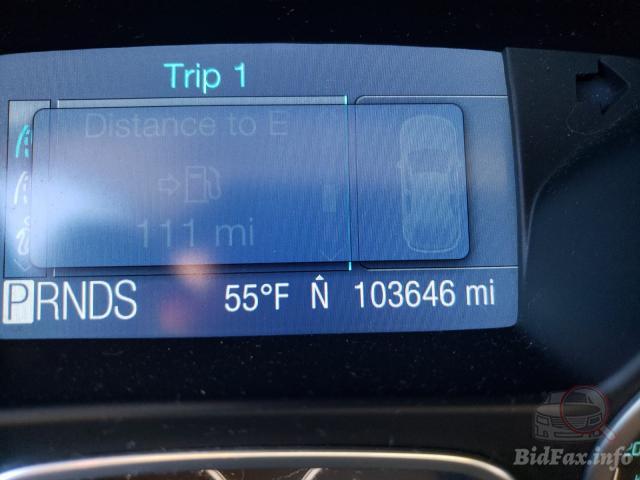 Trip 1
Distance to E
111 mi
PRNDS 55°F N 103646 mi
BidFax.info